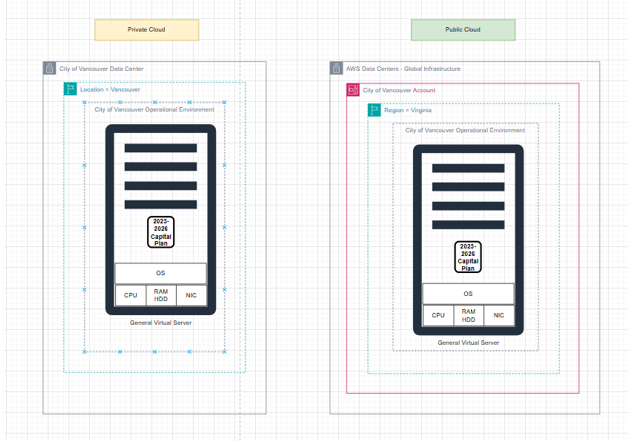 Private Cloud
Public Cloud
City of Vancouver Data Center
Location = Vancouver
City of Vancouver Operational Environment
2023-
2026
Capital
Plan
OS
CPU
RAM
HDD
NIC
General Virtual Server
AWS Data Centers - Global Infrastructure
City of Vancouver Account
Region = Virginia
City of Vancouver Operational Environment
2023-
2026
Capital
Plan
OS
CPU
RAM
HDD
NIC
General Virtual Server